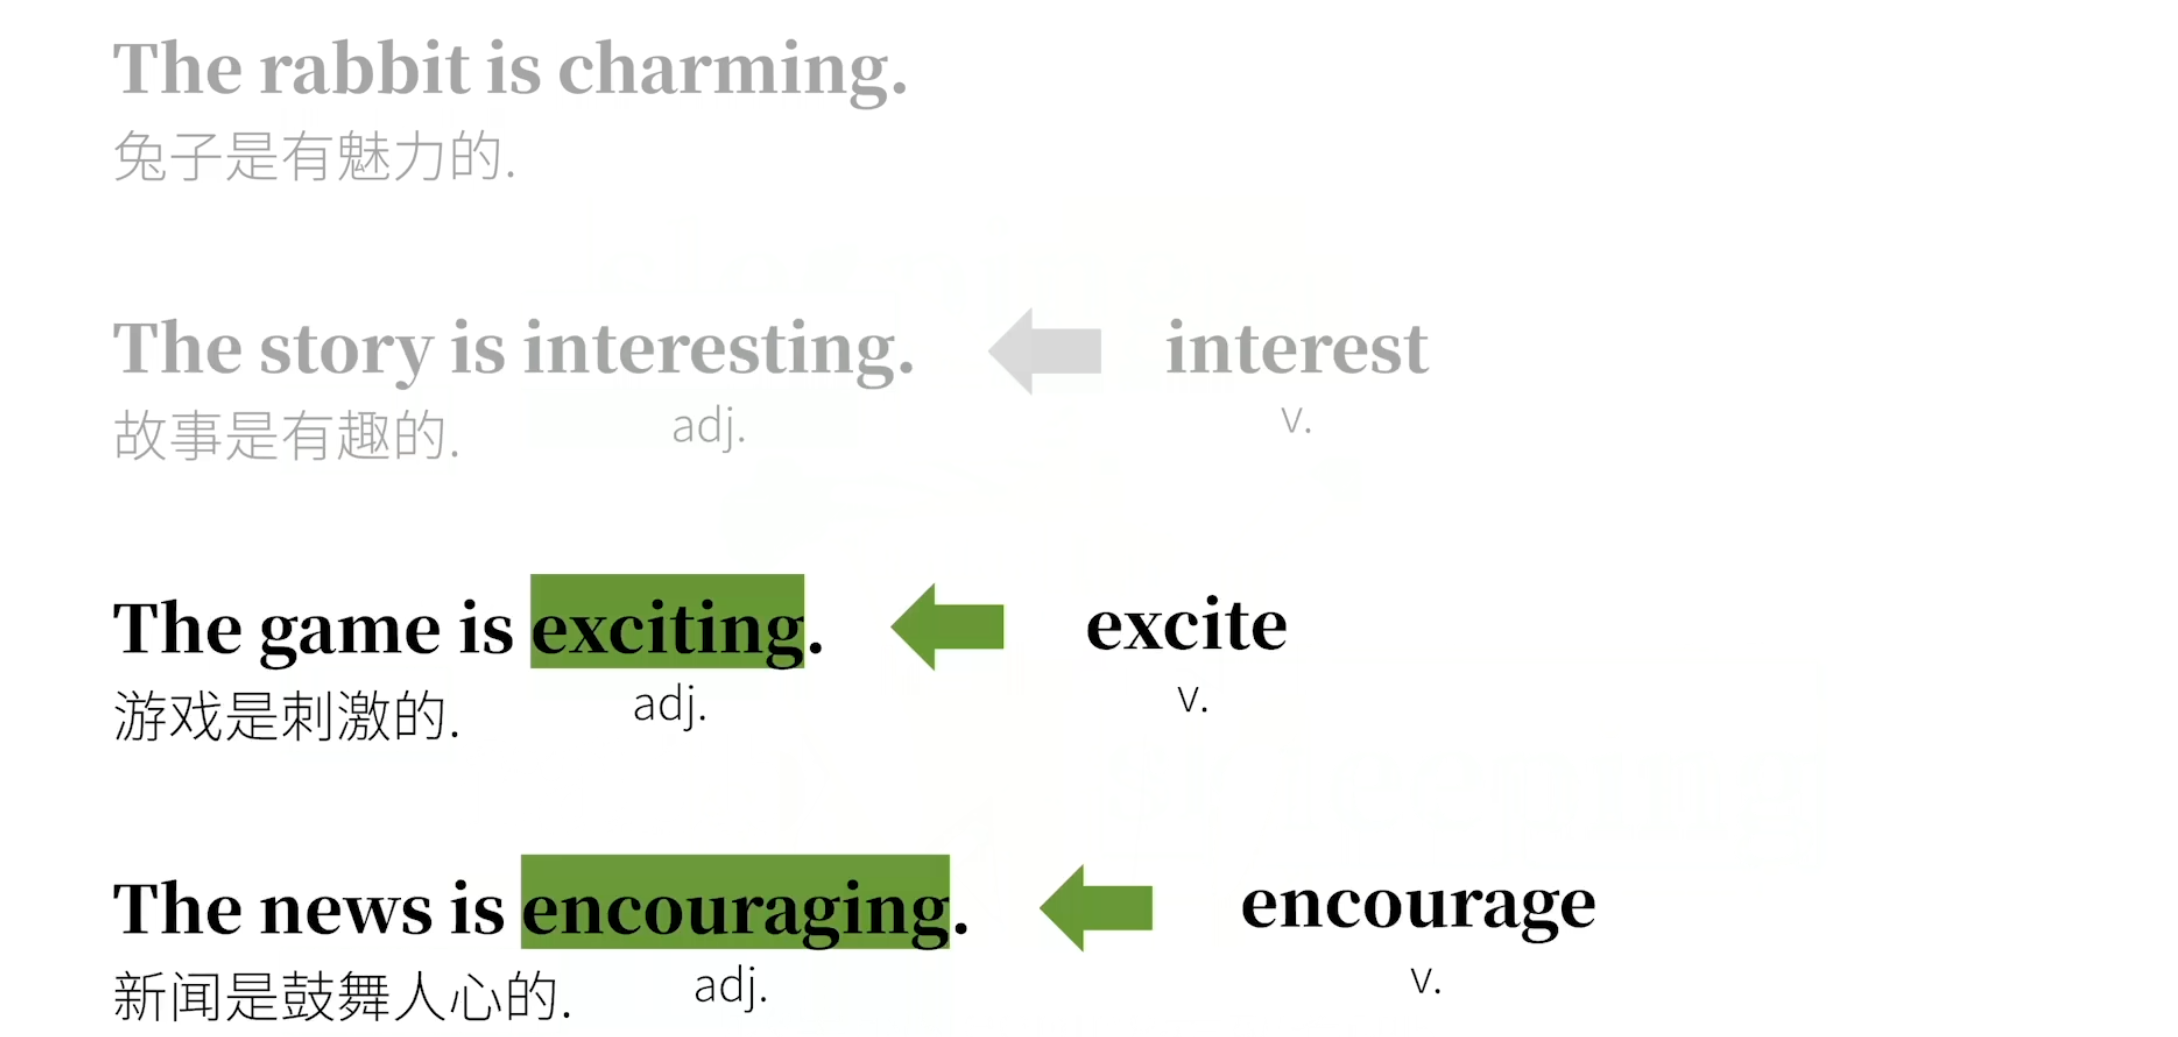 The rabbit is charming.
兔子是有魅力的.
The story is interesting. interest
故事是有趣的. adj. v.
The game is exciting. excite
游戏是刺激的. adj. v.
The news is encouraging. encourage
新闻是鼓舞人心的. adj. v.